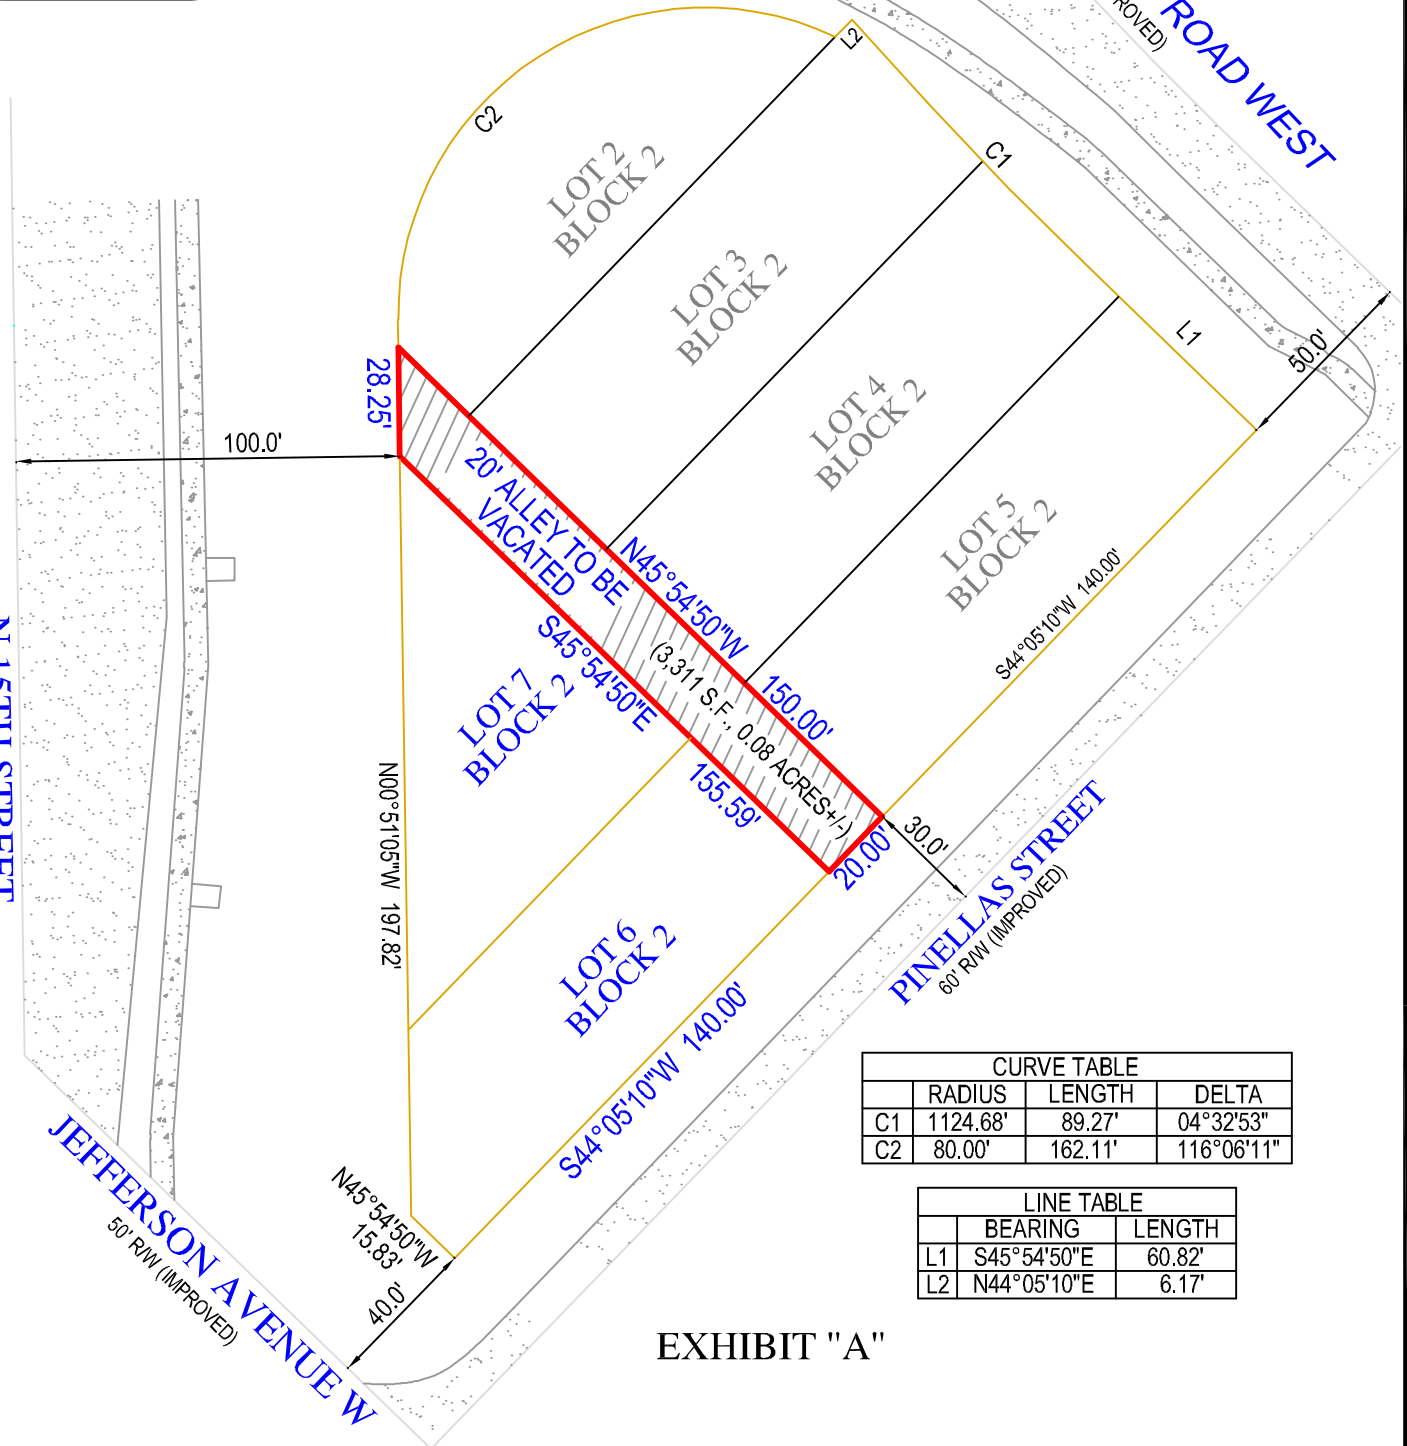 ROAD WEST
ROVED)
L2
C2
C1
LOT 2
BLOCK 2
LOT 3
BLOCK 2
L1
50.0'
28.25'
LOT 4
BLOCK 2
100.0'
20' ALLEY TO BE
VACATED
LOT 5
BLOCK 2
N45°54'50"W
150.00'
S44°05'10"W 140.00'
S45°54'50"E
155.59'
(3,311 S.F., 0.08 ACRES+/-)
N 15TH STREET
LOT 7
BLOCK 2
20.00'
30.0'
N00°51'05"W 197.82'
PINELLAS STREET
60' R/W (IMPROVED)
LOT 6
BLOCK 2
S44°05'10"W 140.00'
CURVE TABLE
RADIUS LENGTH DELTA
C1 1124.68' 89.27' 04°32'53"
C2 80.00' 162.11' 116°06'11"
N45°54'50"W
15.83'
40.0'
JEFFERSON AVENUE W
50' R/W (IMPROVED)
LINE TABLE
BEARING LENGTH
L1 S45°54'50"E 60.82'
L2 N44°05'10"E 6.17'
EXHIBIT "A"